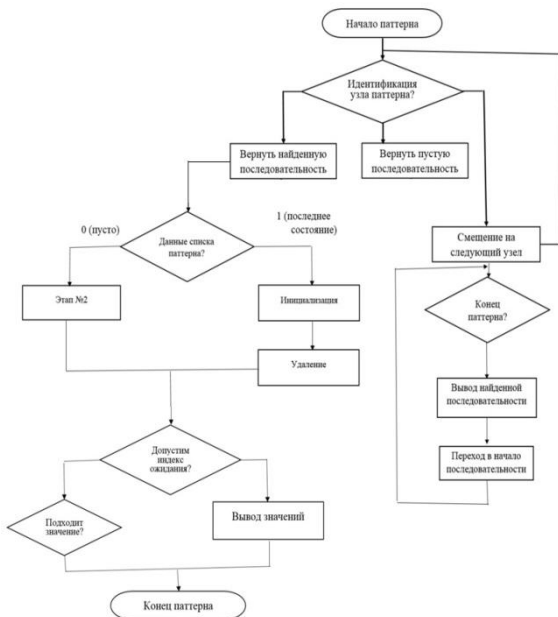 Начало паттерна
Идентификация
узла паттерна?
Вернуть найденную
последовательность
Вернуть пустую
последовательность
0 (пусто)
1 (последнее
состояние)
Данные списка
паттерна?
Смещение на
следующий узел
Этап №2
Инициализация
Конец
паттерна?
Удаление
Вывод найденной
последовательности
Допустим
индекс
ожидания?
Переход в начало
последовательности
Подходит
значение?
Вывод значений
Конец паттерна